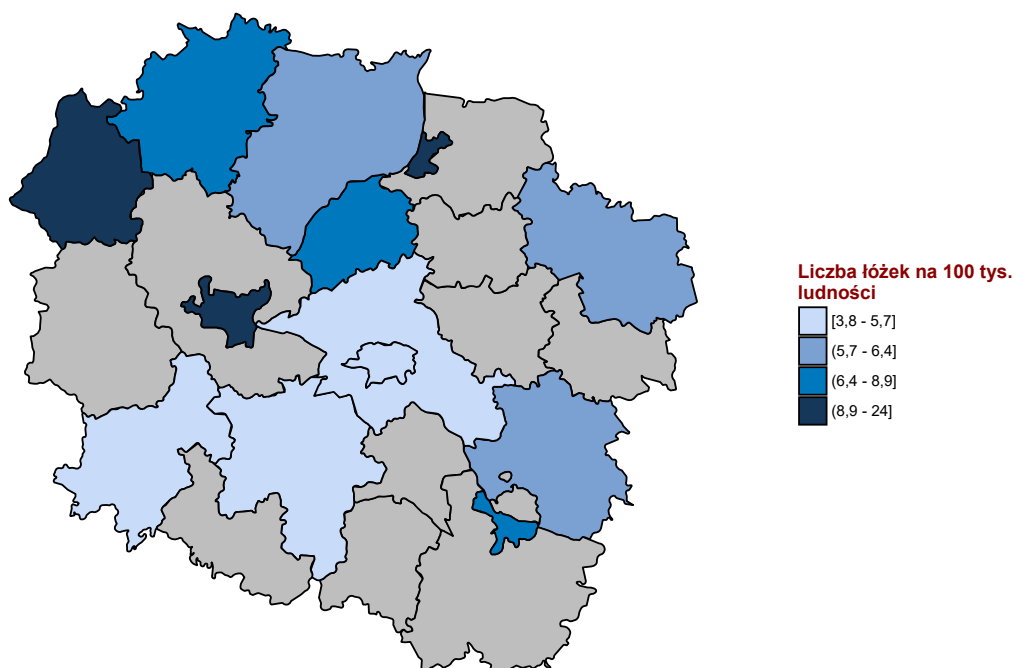 Liczba łóżek na 100 tys.
ludności
[3,8 - 5,7]
(5,7 - 6,4]
(6,4 - 8,9]
(8,9 - 24]